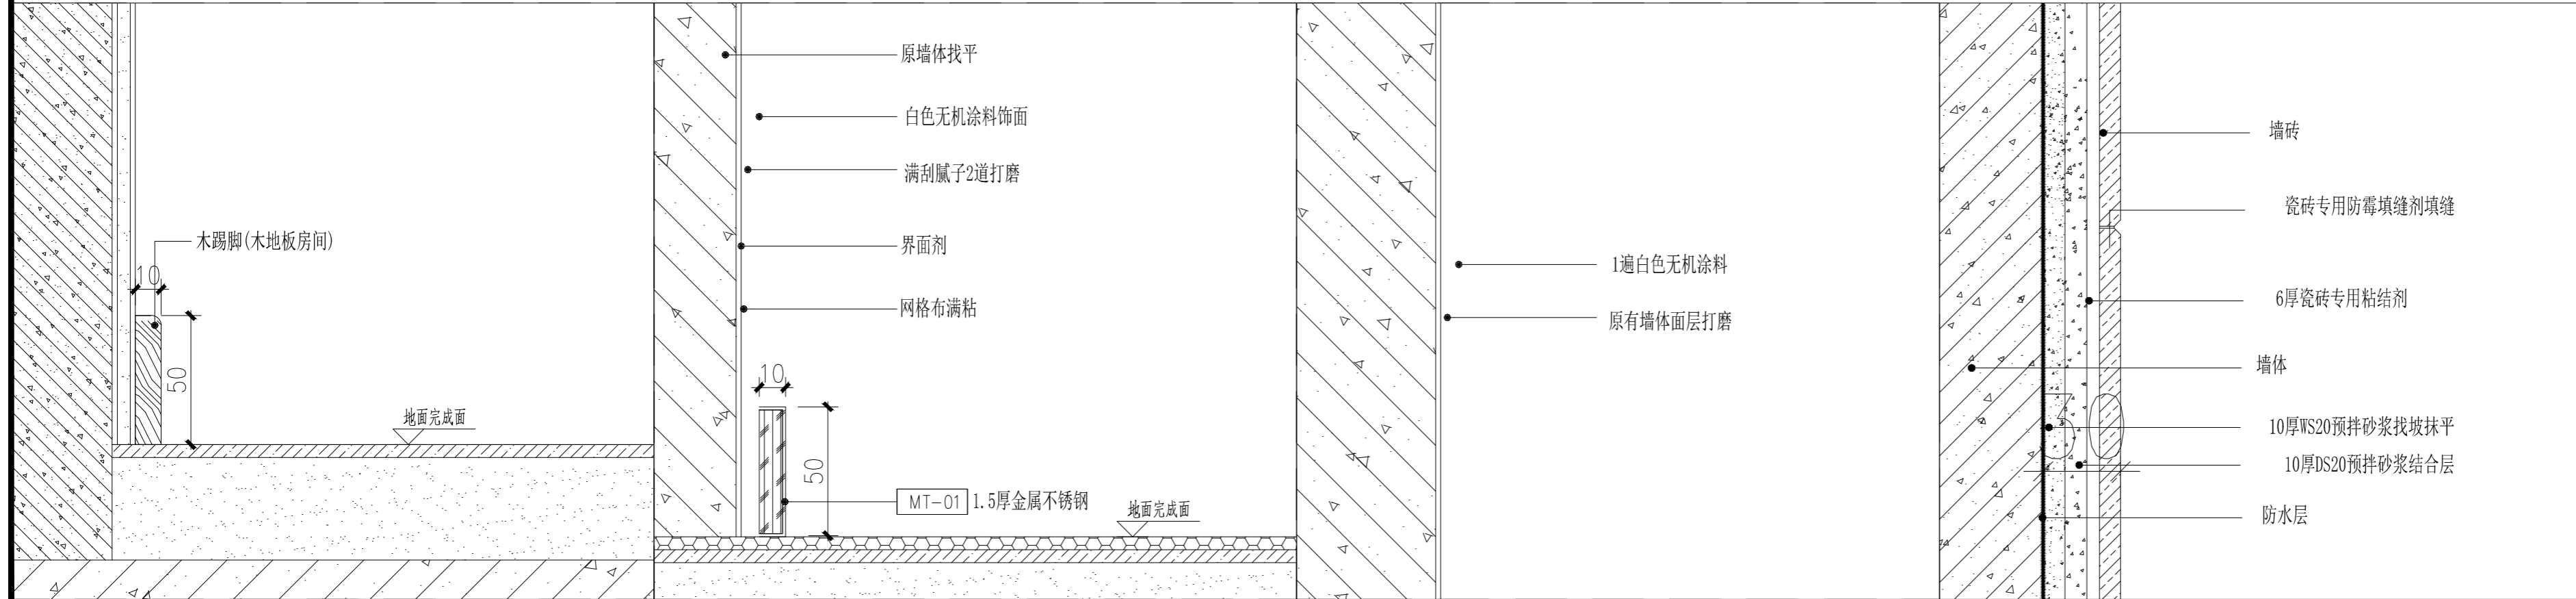 木踢脚(木地板房间)
10
50
地面完成面
原墙体找平
白色无机涂料饰面
满刮腻子2道打磨
界面剂
网格布满粘
10
50
MT-01 1.5厚金属不锈钢
地面完成面
1遍白色无机涂料
原有墙体面层打磨
墙砖
瓷砖专用防霉填缝剂填缝
6厚瓷砖专用粘结剂
墙体
10厚WS20预拌砂浆找坡抹平
10厚DS20预拌砂浆结合层
防水层